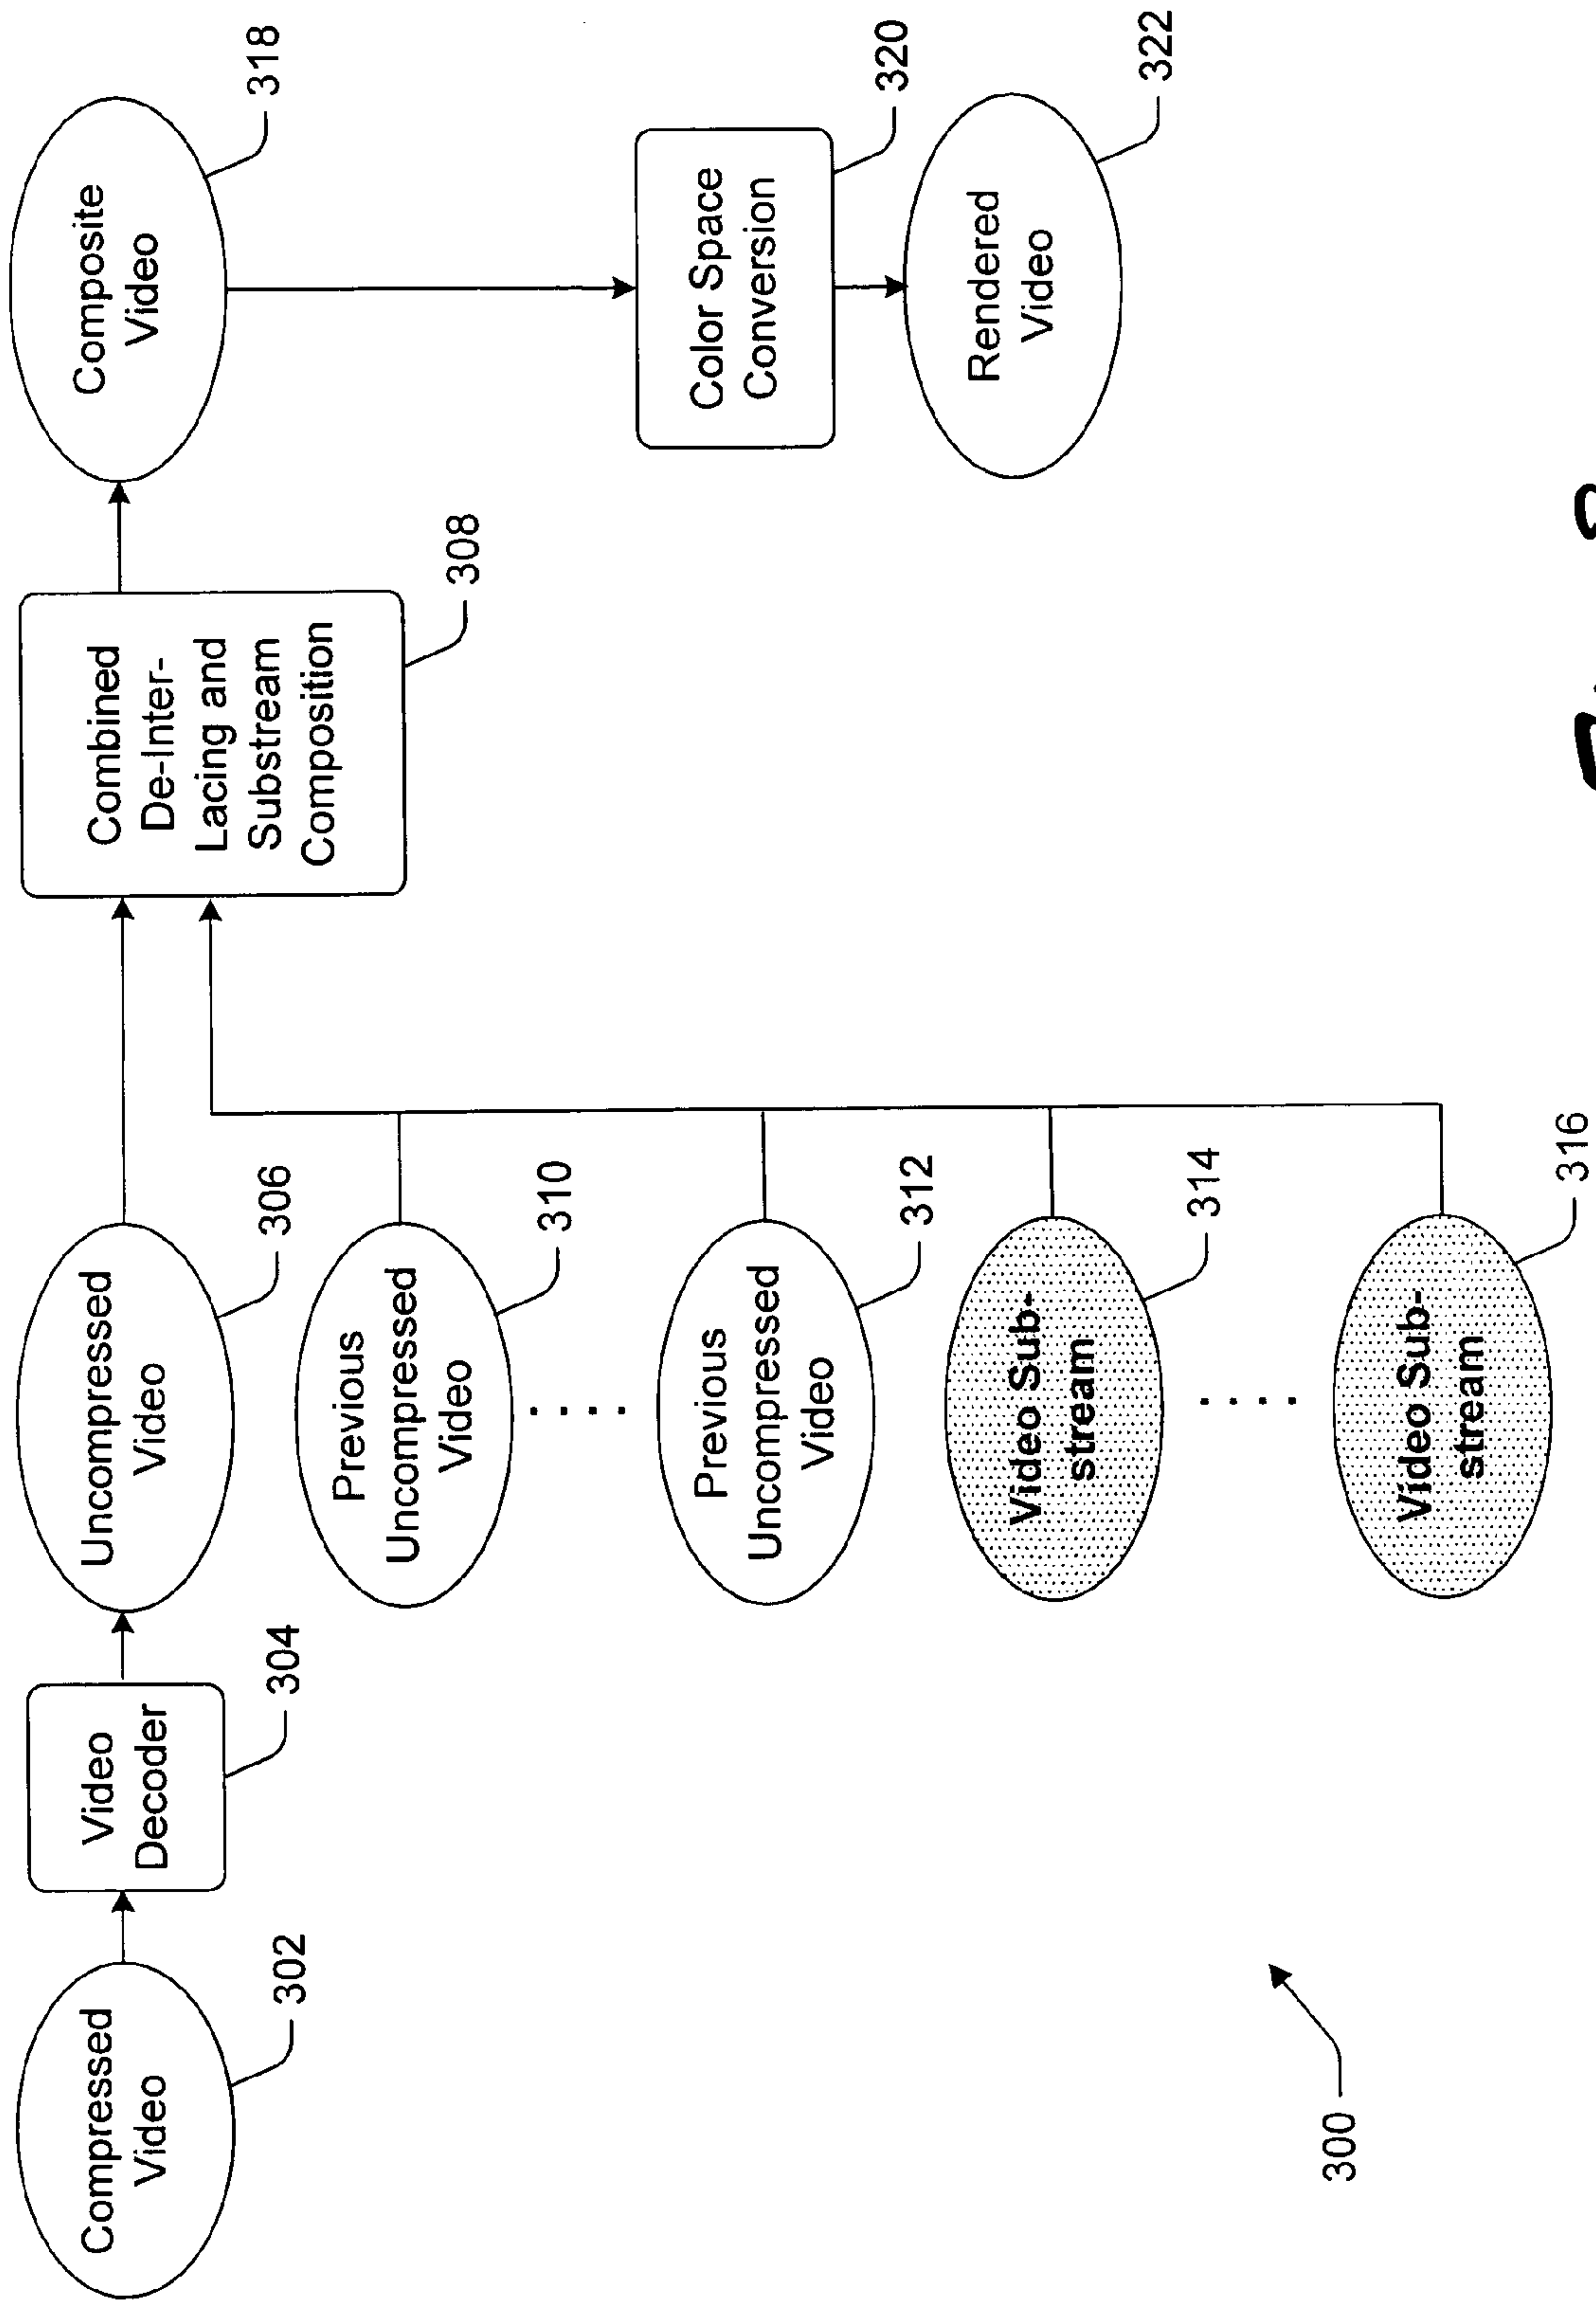 Compressed
Video
302
Video
Decoder
304
Uncompressed
Video
306
Previous
Uncompressed
Video
310
Previous
Uncompressed
Video
312
Video Sub-
stream
314
Video Sub-
stream
316
Combined
De-Inter-
Lacing and
Substream
Composition
308
Composite
Video
318
Color Space
Conversion
320
Rendered
Video
322
300